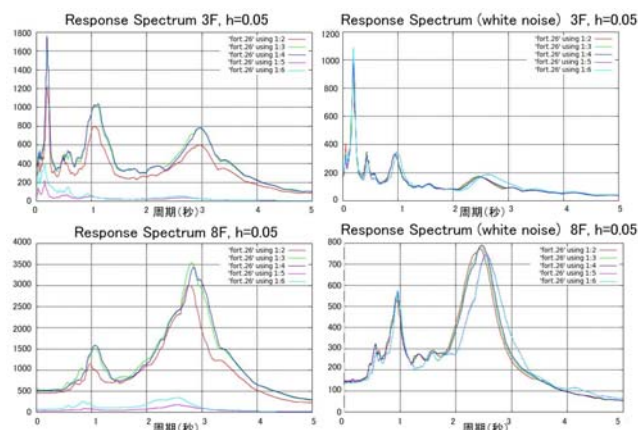 Response Spectrum 3F, h=0.05
1800
1600
1400
1200
1000
800
600
400
200
0
0 1 2 3 4 5
周期(秒)
'fort.26' using 1:2
'fort.26' using 1:3
'fort.26' using 1:4
'fort.26' using 1:5
'fort.26' using 1:6
Response Spectrum (white noise) 3F, h=0.05
1200
1000
800
600
400
200
0
0 1 2 3 4 5
周期(秒)
'fort.26' using 1:2
'fort.26' using 1:3
'fort.26' using 1:4
'fort.26' using 1:5
'fort.26' using 1:6
Response Spectrum 8F, h=0.05
4000
3500
3000
2500
2000
1500
1000
500
0
0 1 2 3 4 5
周期(秒)
'fort.26' using 1:2
'fort.26' using 1:3
'fort.26' using 1:4
'fort.26' using 1:5
'fort.26' using 1:6
Response Spectrum (white noise) 8F, h=0.05
900
800
700
600
500
400
300
200
100
0
0 1 2 3 4 5
周期(秒)
'fort.26' using 1:2
'fort.26' using 1:3
'fort.26' using 1:4
'fort.26' using 1:5
'fort.26' using 1:6